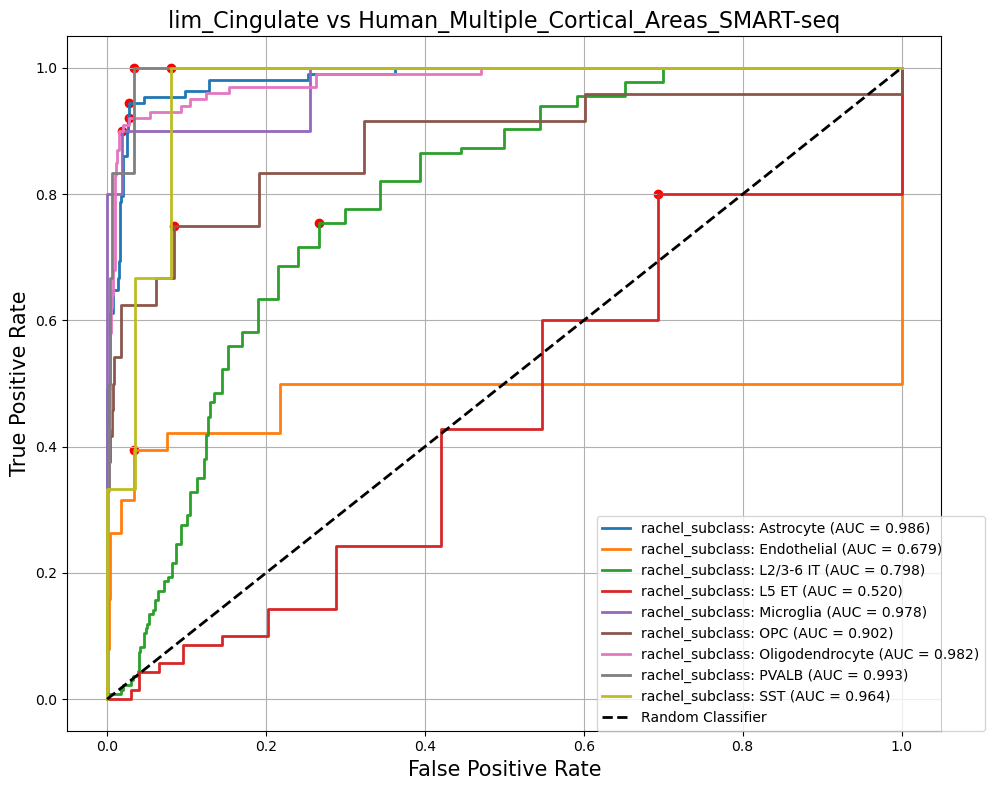 lim_Cingulate vs Human_Multiple_Cortical_Areas_SMART-seq
True Positive Rate
1.0
0.8
0.6
0.4
0.2
0.0
rachel_subclass: Astrocyte (AUC = 0.986)
rachel_subclass: Endothelial (AUC = 0.679)
rachel_subclass: L2/3-6 IT (AUC = 0.798)
rachel_subclass: L5 ET (AUC = 0.520)
rachel_subclass: Microglia (AUC = 0.978)
rachel_subclass: OPC (AUC = 0.902)
rachel_subclass: Oligodendrocyte (AUC = 0.982)
rachel_subclass: PVALB (AUC = 0.993)
rachel_subclass: SST (AUC = 0.964)
Random Classifier
0.0 0.2 0.4 0.6 0.8 1.0
False Positive Rate